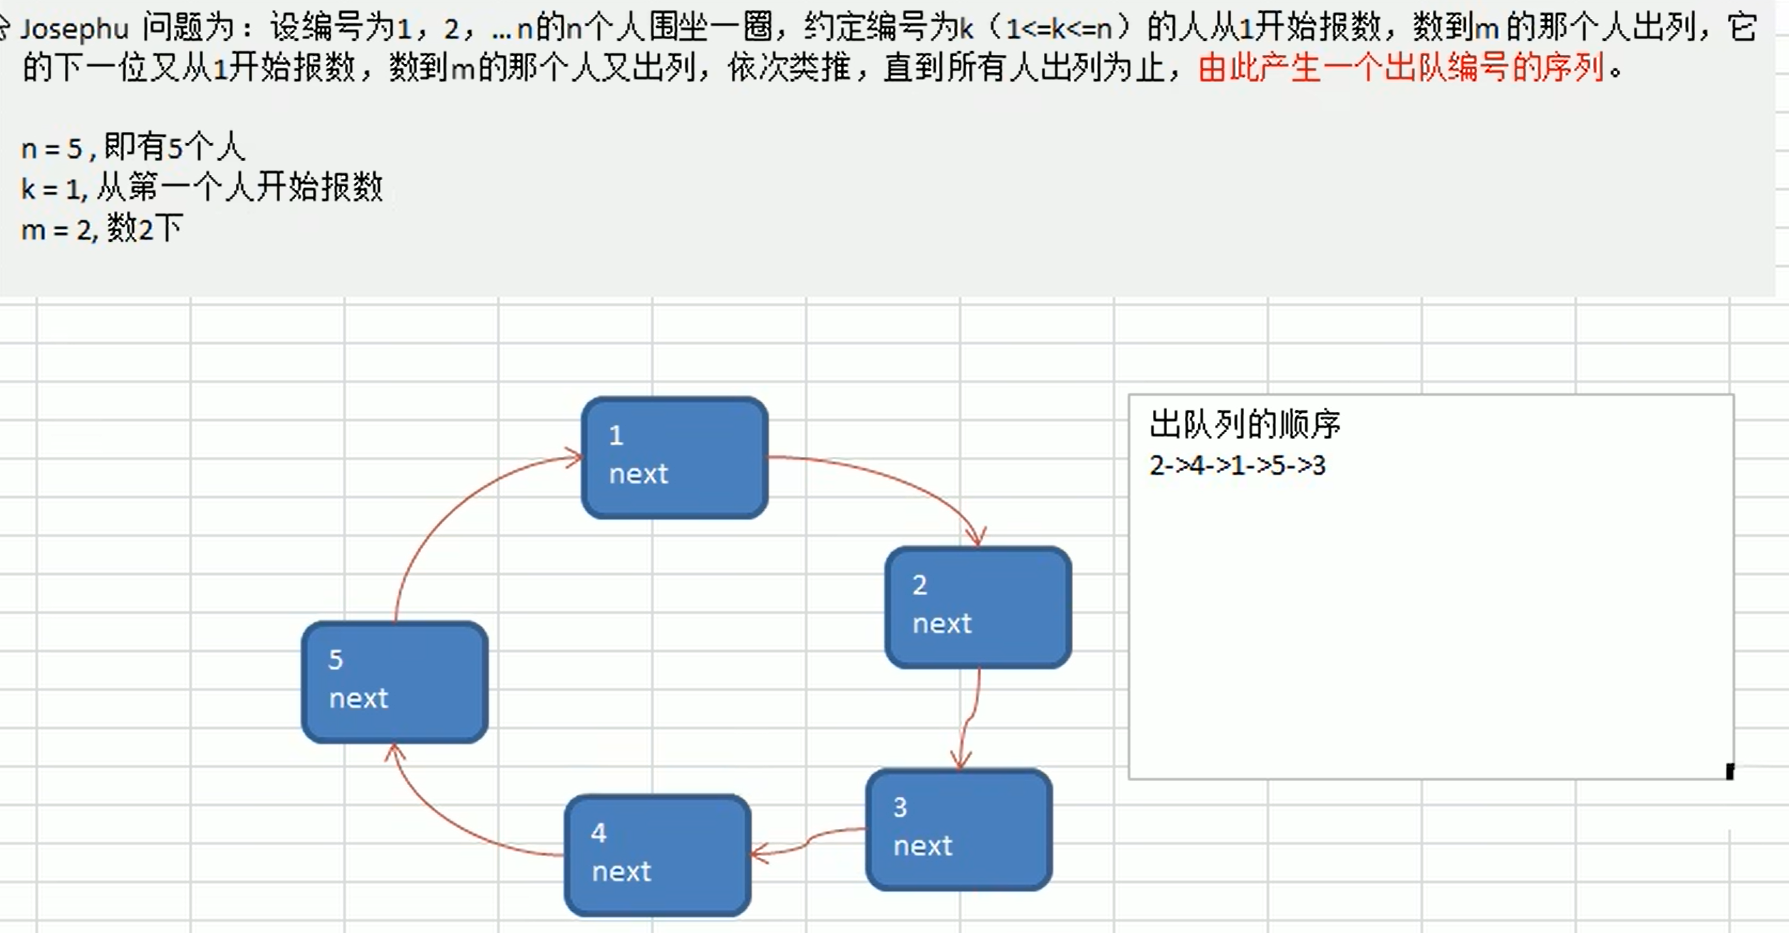 Josephu 问题为：设编号为1，2，... n的n个人围坐一圈，约定编号为k（1<=k<=n）的人从1开始报数，数到m 的那个人出列，它
的下一位又从1开始报数，数到m的那个人又出列，依次类推，直到所有人出列为止，由此产生一个出队编号的序列。
n = 5 , 即有5个人
k = 1, 从第一个人开始报数
m = 2, 数2下
出队列的顺序
2->4->1->5->3
1
next
2
next
5
next
3
next
4
next